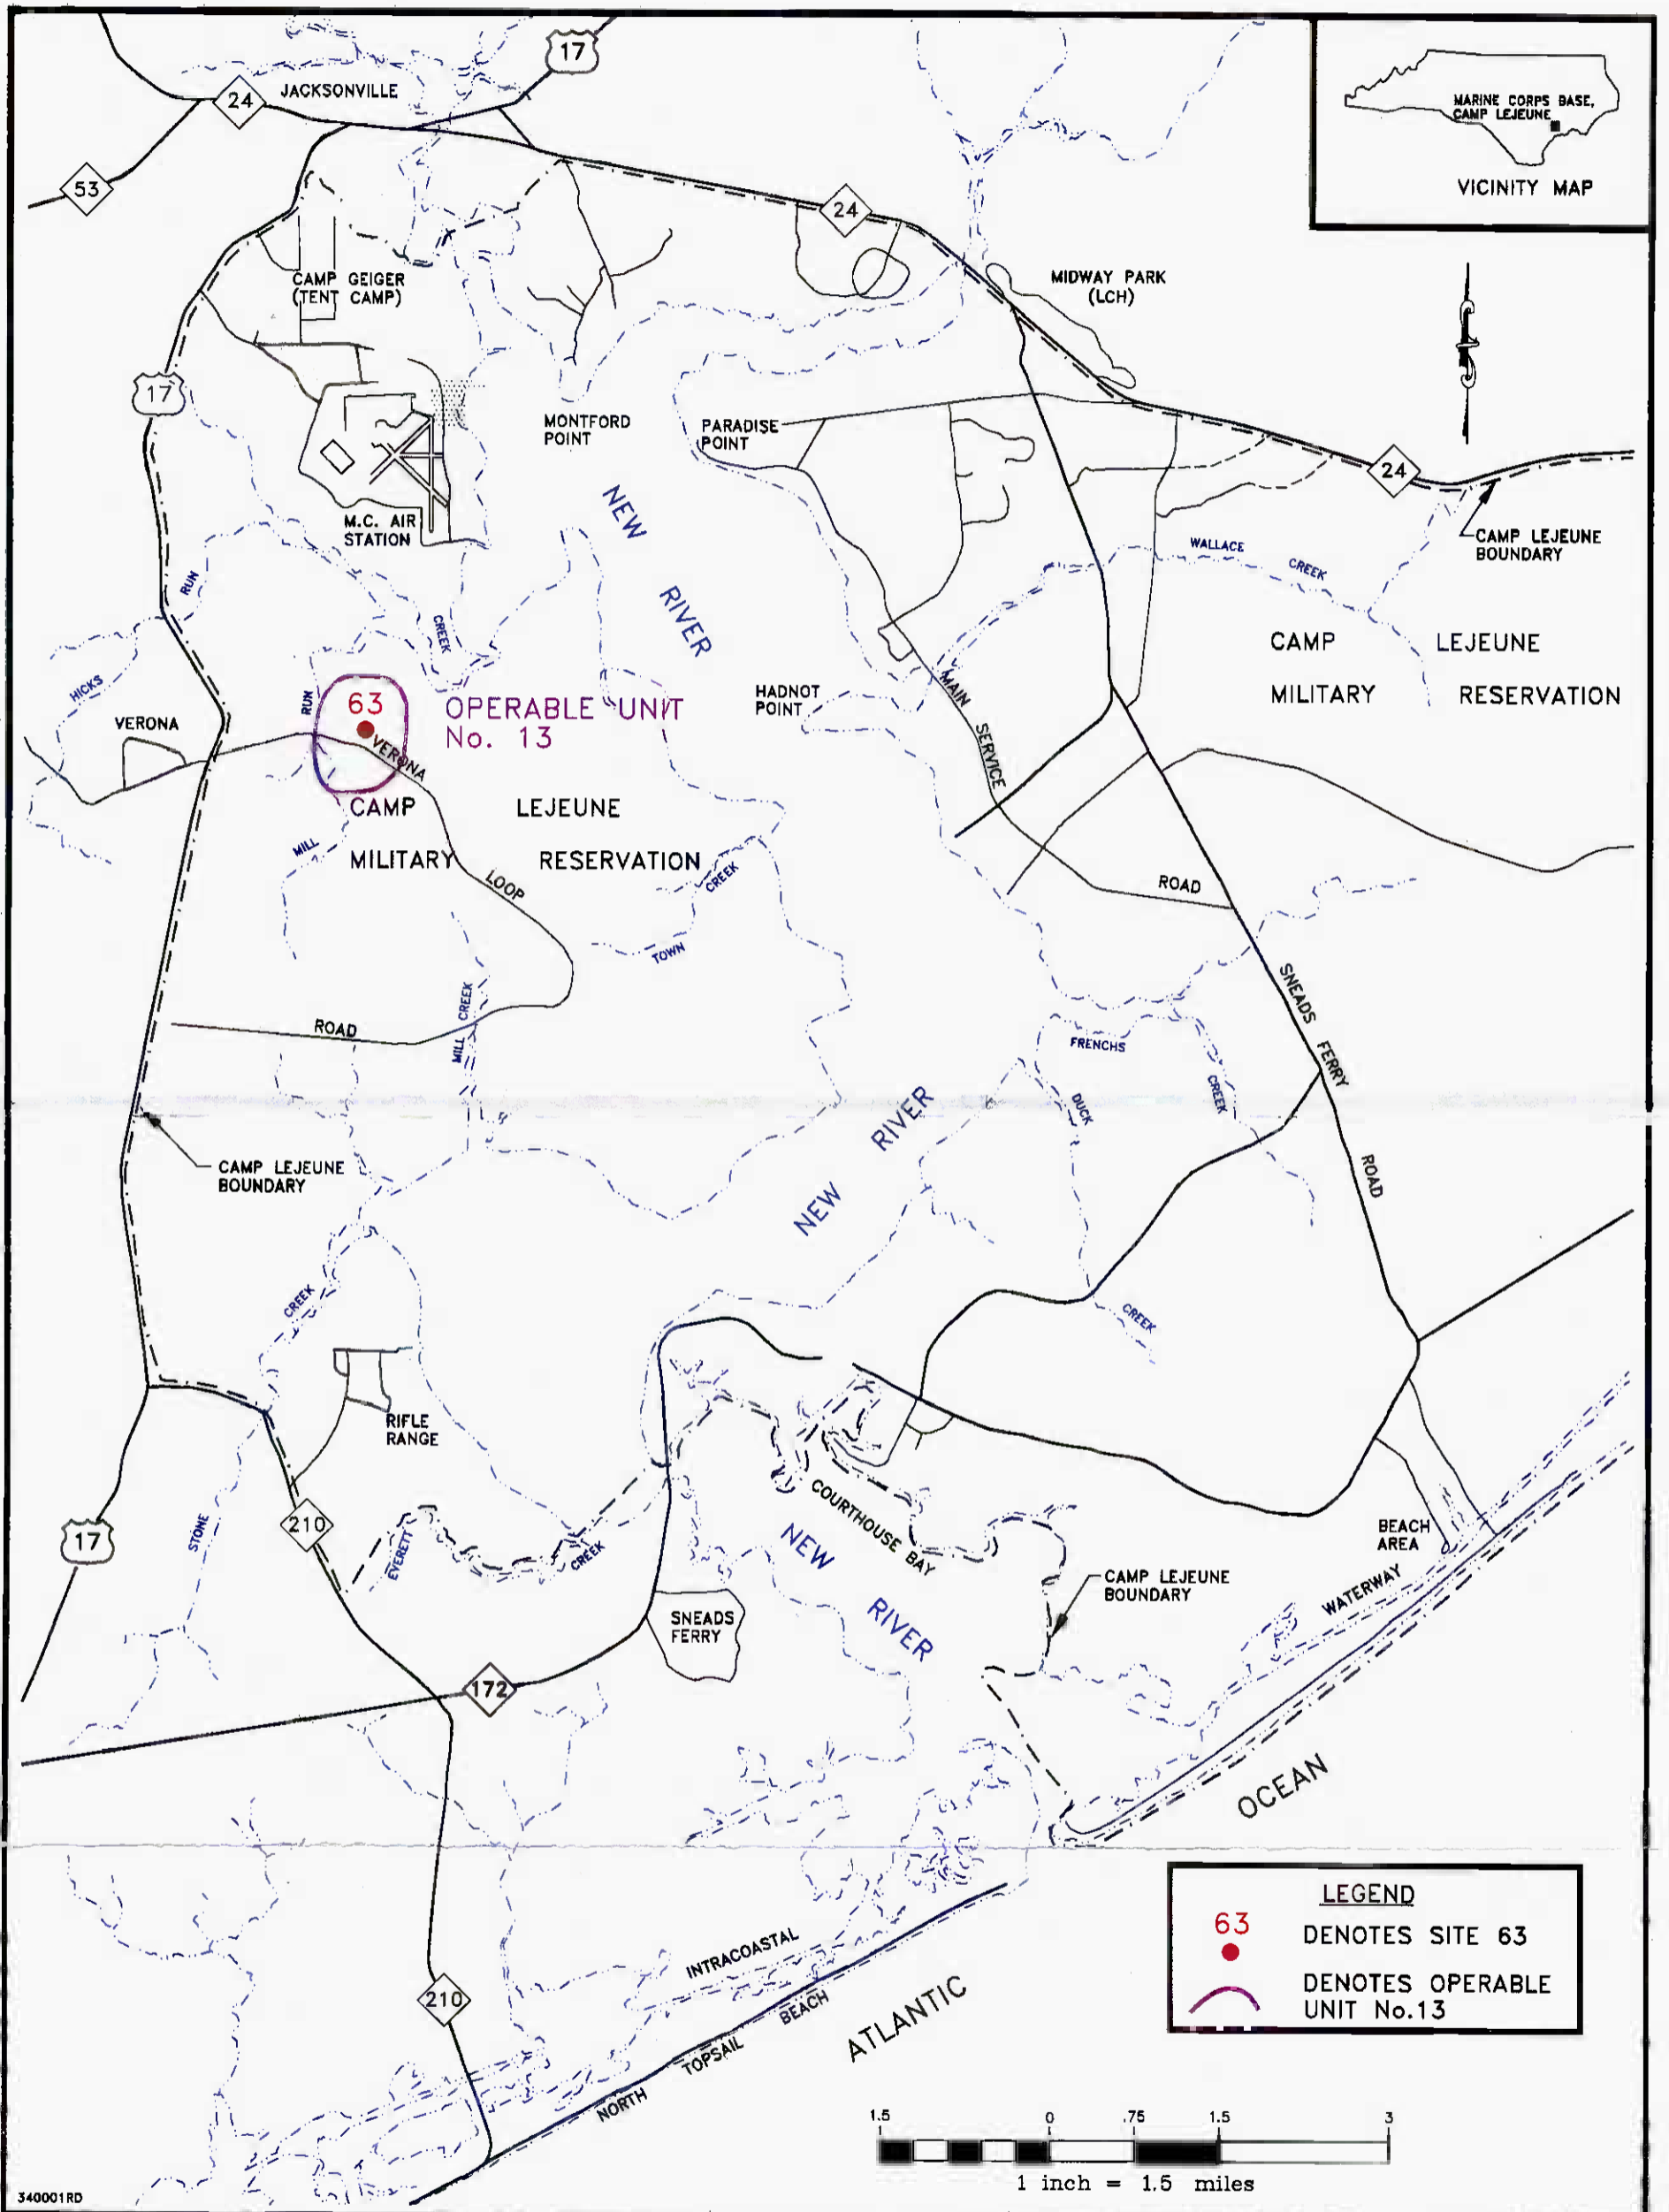 17
JACKSONVILLE
24
53
MARINE CORPS BASE,
CAMP LEJEUNE
VICINITY MAP
24
CAMP GEIGER
(TENT CAMP)
MIDWAY PARK
(LCH)
17
MONTFORD
POINT
PARADISE
POINT
24
M.C. AIR
STATION
NEW
RIVER
CAMP LEJEUNE
BOUNDARY
WALLACE
CREEK
RUN
HICKS
CREEK
CAMP LEJEUNE
MILITARY RESERVATION
RUN
63
OPERABLE UNIT
No. 13
VERONA
VERONA
HADNOT
POINT
MAIN
SERVICE
CAMP LEJEUNE
MILITARY RESERVATION
MILL
LOOP
CREEK
TOWN
ROAD
SNEADS
FERRY
ROAD
MILL CREEK
FRENCHS
CREEK
DUCK
NEW
RIVER
ROAD
CAMP LEJEUNE
BOUNDARY
CREEK
CREEK
RIFLE
RANGE
210
17
STONE
EVERETT
CREEK
COURTHOUSE BAY
NEW
RIVER
BEACH
AREA
WATERWAY
CAMP LEJEUNE
BOUNDARY
SNEADS
FERRY
172
OCEAN
INTRACOASTAL
210
NORTH
TOPSAIL
BEACH
ATLANTIC
LEGEND
63
DENOTES SITE 63
DENOTES OPERABLE
UNIT No.13
1.5 0 .75 1.5 3
1 inch = 1.5 miles
340001RD